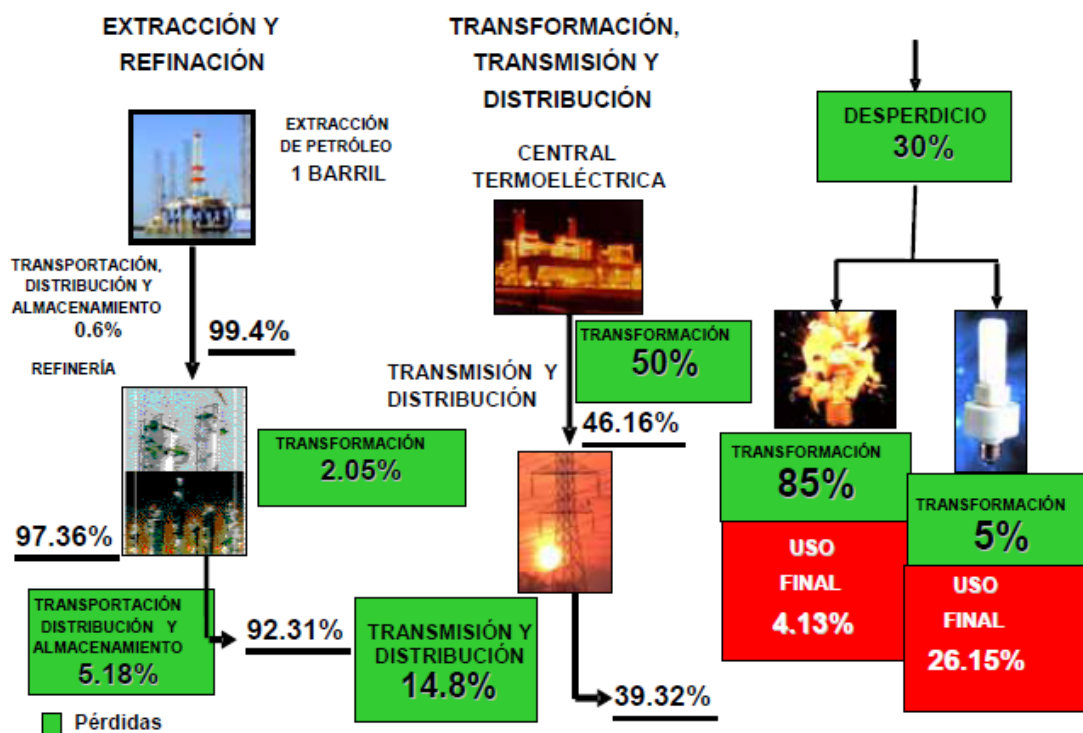 EXTRACCIÓN Y
REFINACIÓN
EXTRACCIÓN
DE PETRÓLEO
1 BARRIL
TRANSPORTACIÓN,
DISTRIBUCIÓN Y
ALMACENAMIENTO
0.6%
99.4%
REFINERÍA
TRANSFORMACIÓN
2.05%
97.36%
TRANSPORTACIÓN
DISTRIBUCIÓN Y
ALMACENAMIENTO
5.18%
92.31%
Pérdidas
TRANSFORMACIÓN,
TRANSMISIÓN Y
DISTRIBUCIÓN
CENTRAL
TERMOELÉCTRICA
TRANSFORMACIÓN
50%
TRANSMISIÓN Y
DISTRIBUCIÓN
46.16%
TRANSMISIÓN Y
DISTRIBUCIÓN
14.8%
39.32%
DESPERDICIO
30%
TRANSFORMACIÓN
85%
USO
FINAL
4.13%
TRANSFORMACIÓN
5%
USO
FINAL
26.15%